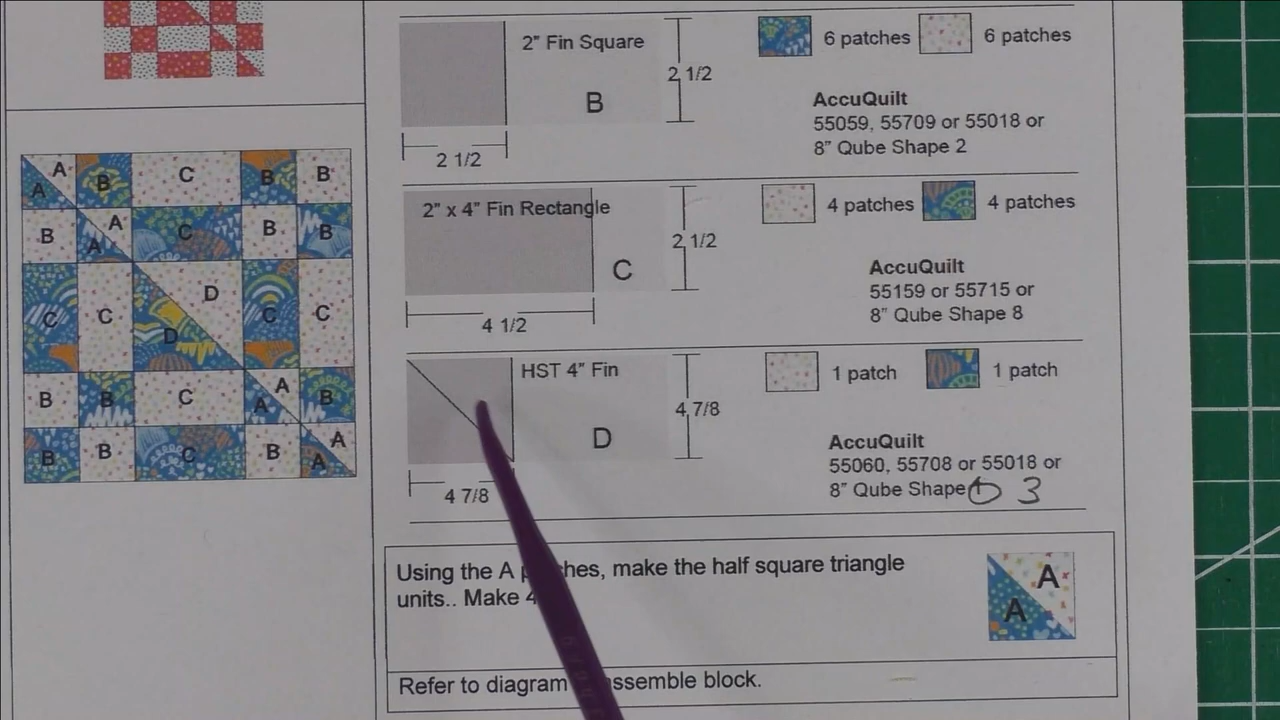 2" Fin Square
B
2 1/2
2 1/2
6 patches 6 patches
AccuQuilt
55059, 55709 or 55018 or
8" Qube Shape 2
2" x 4" Fin Rectangle
C
2 1/2
4 1/2
4 patches 4 patches
AccuQuilt
55159 or 55715 or
8" Qube Shape 8
HST 4" Fin
D
4 7/8
4 7/8
1 patch 1 patch
AccuQuilt
55060, 55708 or 55018 or
8" Qube Shape 3
A B C B B
A
B A C B B
A
C C D C C
D
B B C A A B
B B C B A
A
Using the A hes, make the half square triangle
units.. Make 4
A
A
Refer to diagram ssemble block.